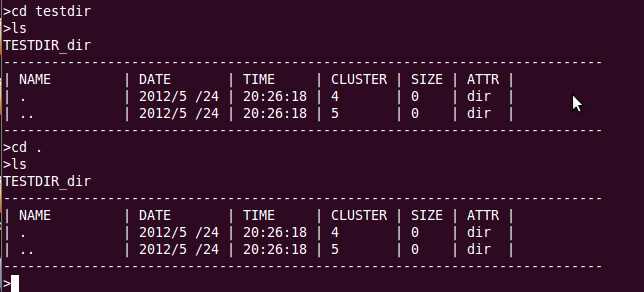 >cd testdir
>ls
TESTDIR_dir
---------------------------------------------------------------------------
| NAME         | DATE       | TIME     | CLUSTER | SIZE | ATTR |
| .            | 2012/5 /24 | 20:26:18 | 4       | 0    | dir  |
| ..           | 2012/5 /24 | 20:26:18 | 5       | 0    | dir  |
---------------------------------------------------------------------------
>cd .
>ls
TESTDIR_dir
---------------------------------------------------------------------------
| NAME         | DATE       | TIME     | CLUSTER | SIZE | ATTR |
| .            | 2012/5 /24 | 20:26:18 | 4       | 0    | dir  |
| ..           | 2012/5 /24 | 20:26:18 | 5       | 0    | dir  |
---------------------------------------------------------------------------
>